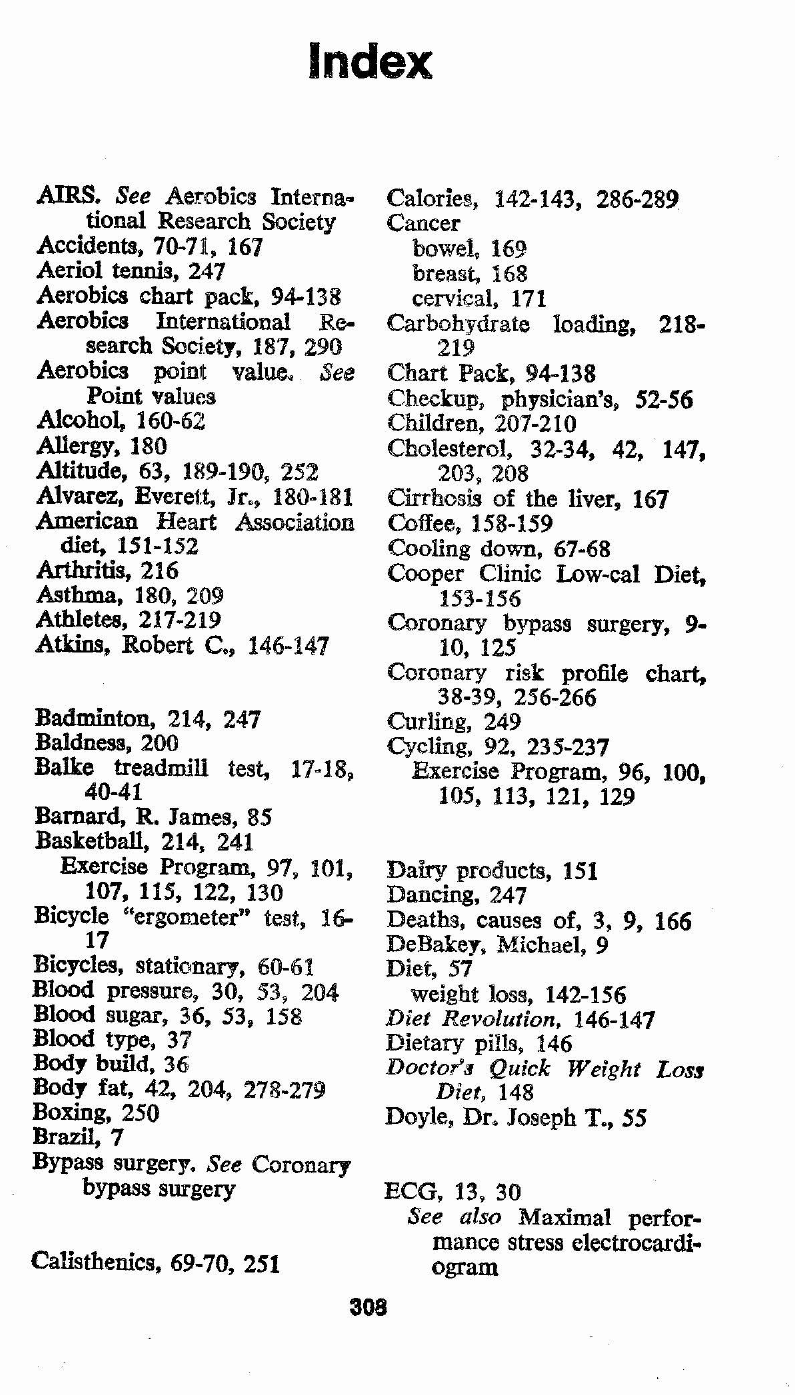 Index
AIRS. See Aerobics Interna-
tional Research Society
Accidents, 70-71, 167
Aeriol tennis, 247
Aerobics chart pack, 94-138
Aerobics International Re-
search Society, 187, 290
Aerobics point value. See
Point values
Alcohol, 160-62
Allergy, 180
Altitude, 63, 189-190, 252
Alvarez, Everett, Jr., 180-181
American Heart Association
diet, 151-152
Arthritis, 216
Asthma, 180, 209
Athletes, 217-219
Atkins, Robert C., 146-147
Badminton, 214, 247
Baldness, 200
Balke treadmill test, 17-18,
40-41
Barnard, R. James, 85
Basketball, 214, 241
Exercise Program, 97, 101,
107, 115, 122, 130
Bicycle "ergometer" test, 16-
17
Bicycles, stationary, 60-61
Blood pressure, 30, 53, 204
Blood sugar, 36, 53, 158
Blood type, 37
Body build, 36
Body fat, 42, 204, 278-279
Boxing, 250
Brazil, 7
Bypass surgery. See Coronary
bypass surgery
Calisthenics, 69-70, 251
Calories, 142-143, 286-289
Cancer
bowel, 169
breast, 168
cervical, 171
Carbohydrate loading, 218-
219
Chart Pack, 94-138
Checkup, physician's, 52-56
Children, 207-210
Cholesterol, 32-34, 42, 147,
203, 208
Cirrhosis of the liver, 167
Coffee, 158-159
Cooling down, 67-68
Cooper Clinic Low-cal Diet,
153-156
Coronary bypass surgery, 9-
10, 125
Coronary risk profile chart,
38-39, 256-266
Curling, 249
Cycling, 92, 235-237
Exercise Program, 96, 100,
105, 113, 121, 129
Dairy products, 151
Dancing, 247
Deaths, causes of, 3, 9, 166
DeBakey, Michael, 9
Diet, 57
weight loss, 142-156
Diet Revolution, 146-147
Dietary pills, 146
Doctor's Quick Weight Loss
Diet, 148
Doyle, Dr. Joseph T., 55
ECG, 13, 30
See also Maximal perfor-
mance stress electrocardi-
ogram
308